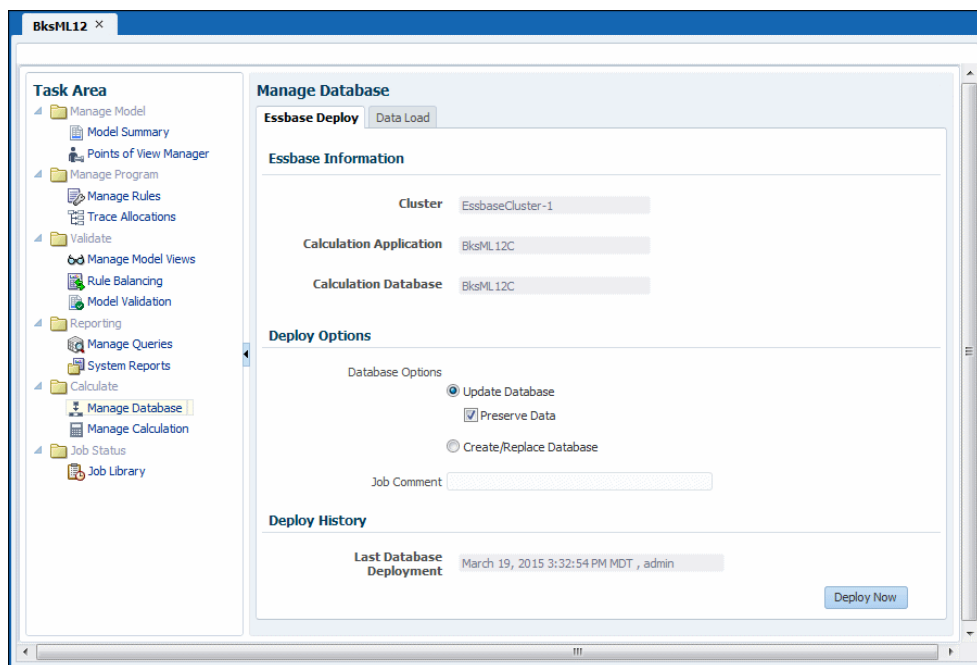 BksML12 ×
Task Area
Manage Model
Model Summary
Points of View Manager
Manage Program
Manage Rules
Trace Allocations
Validate
Manage Model Views
Rule Balancing
Model Validation
Reporting
Manage Queries
System Reports
Calculate
Manage Database
Manage Calculation
Job Status
Job Library
Manage Database
Essbase Deploy Data Load
Essbase Information
Cluster EssbaseCluster-1
Calculation Application BksML12C
Calculation Database BksML12C
Deploy Options
Database Options
Update Database
Preserve Data
Create/Replace Database
Job Comment
Deploy History
Last Database
Deployment March 19, 2015 3:32:54 PM MDT , admin
Deploy Now